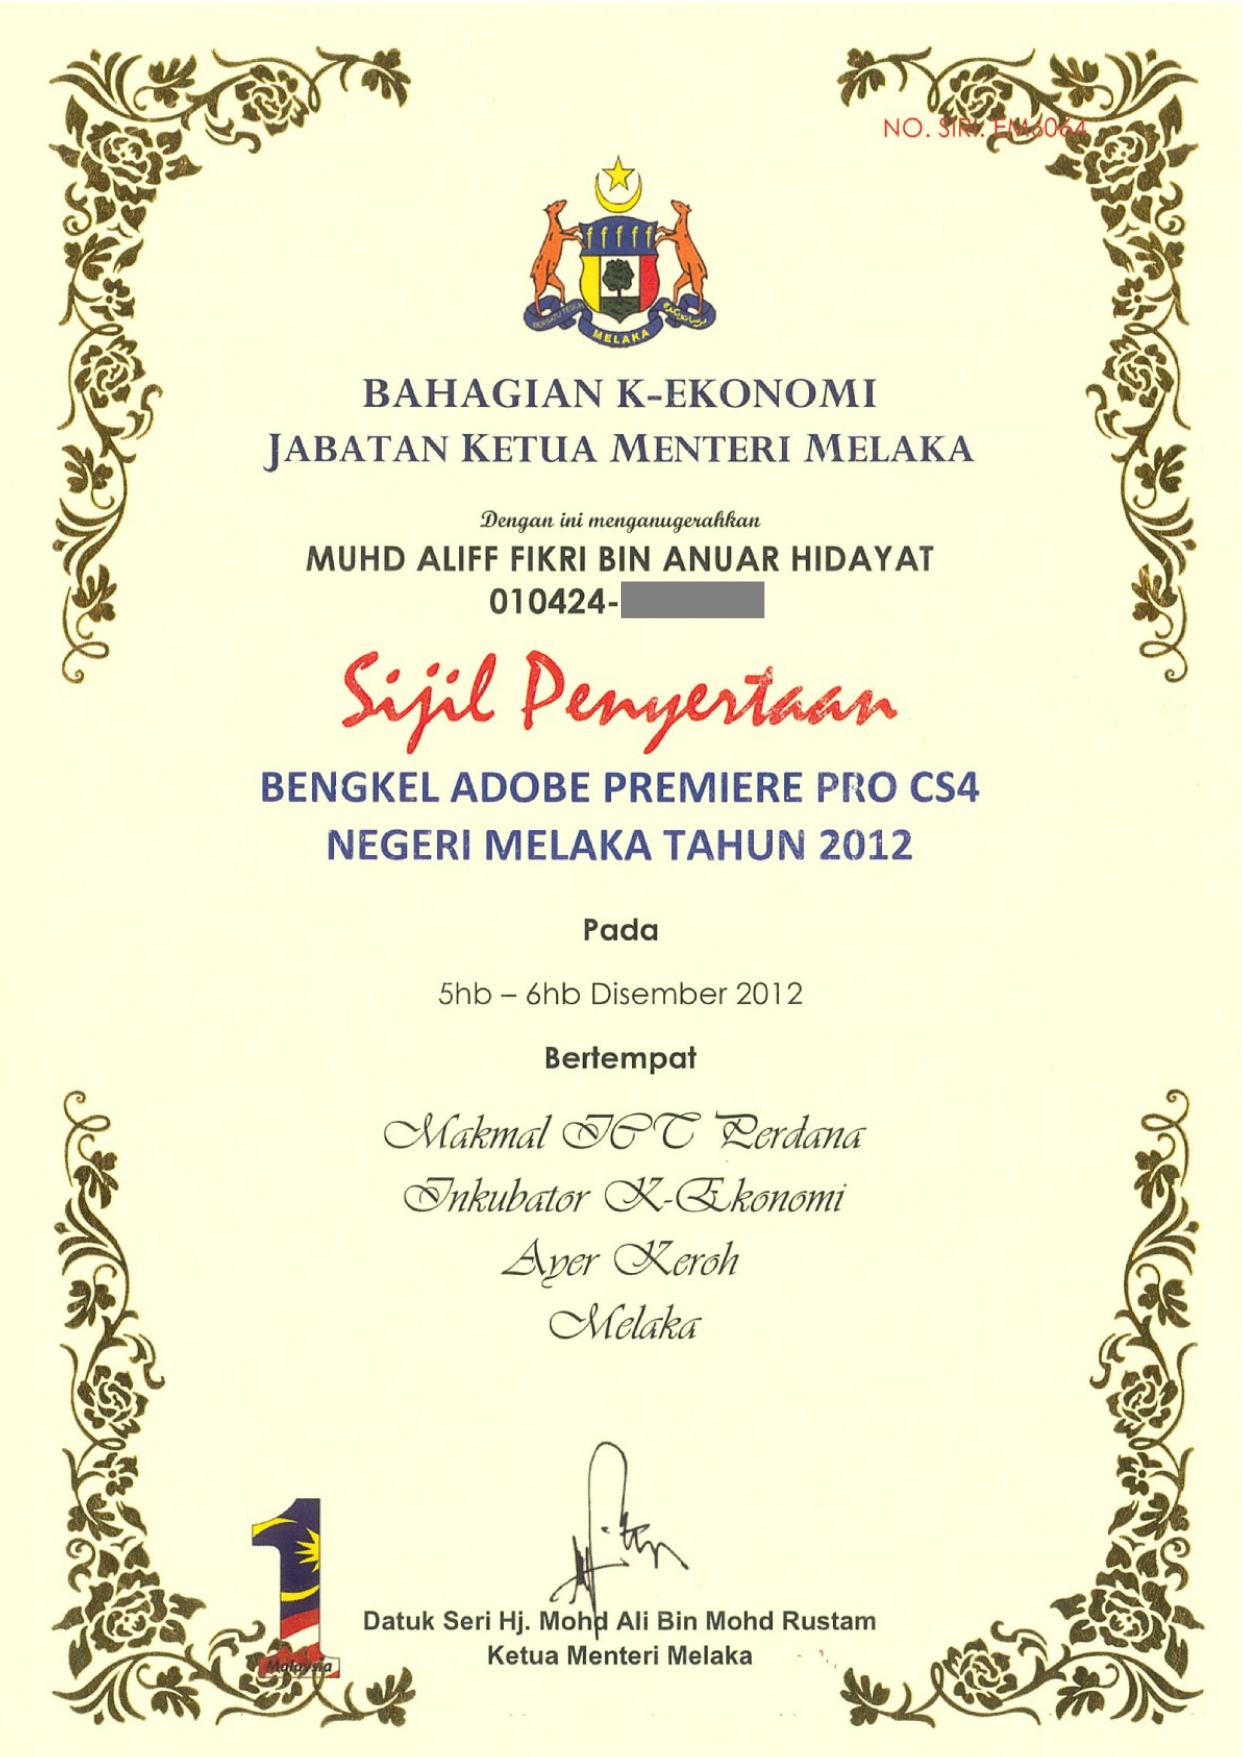 NO. SIRI: EM6064
BERSATU TEGUH
MELAKA
BAHAGIAN K-EKONOMI
JABATAN KETUA MENTERI MELAKA
Dengan ini menganugerahkan
MUHD ALIFF FIKRI BIN ANUAR HIDAYAT
010424-
Sijil Penyertaan
BENGKEL ADOBE PREMIERE PRO CS4
NEGERI MELAKA TAHUN 2012
Pada
5hb – 6hb Disember 2012
Bertempat
Makmal ICT Perdana
Inkubator K-Ekonomi
Ayer Keroh
Melaka
1
Malaysia
Datuk Seri Hj. Mohd Ali Bin Mohd Rustam
Ketua Menteri Melaka